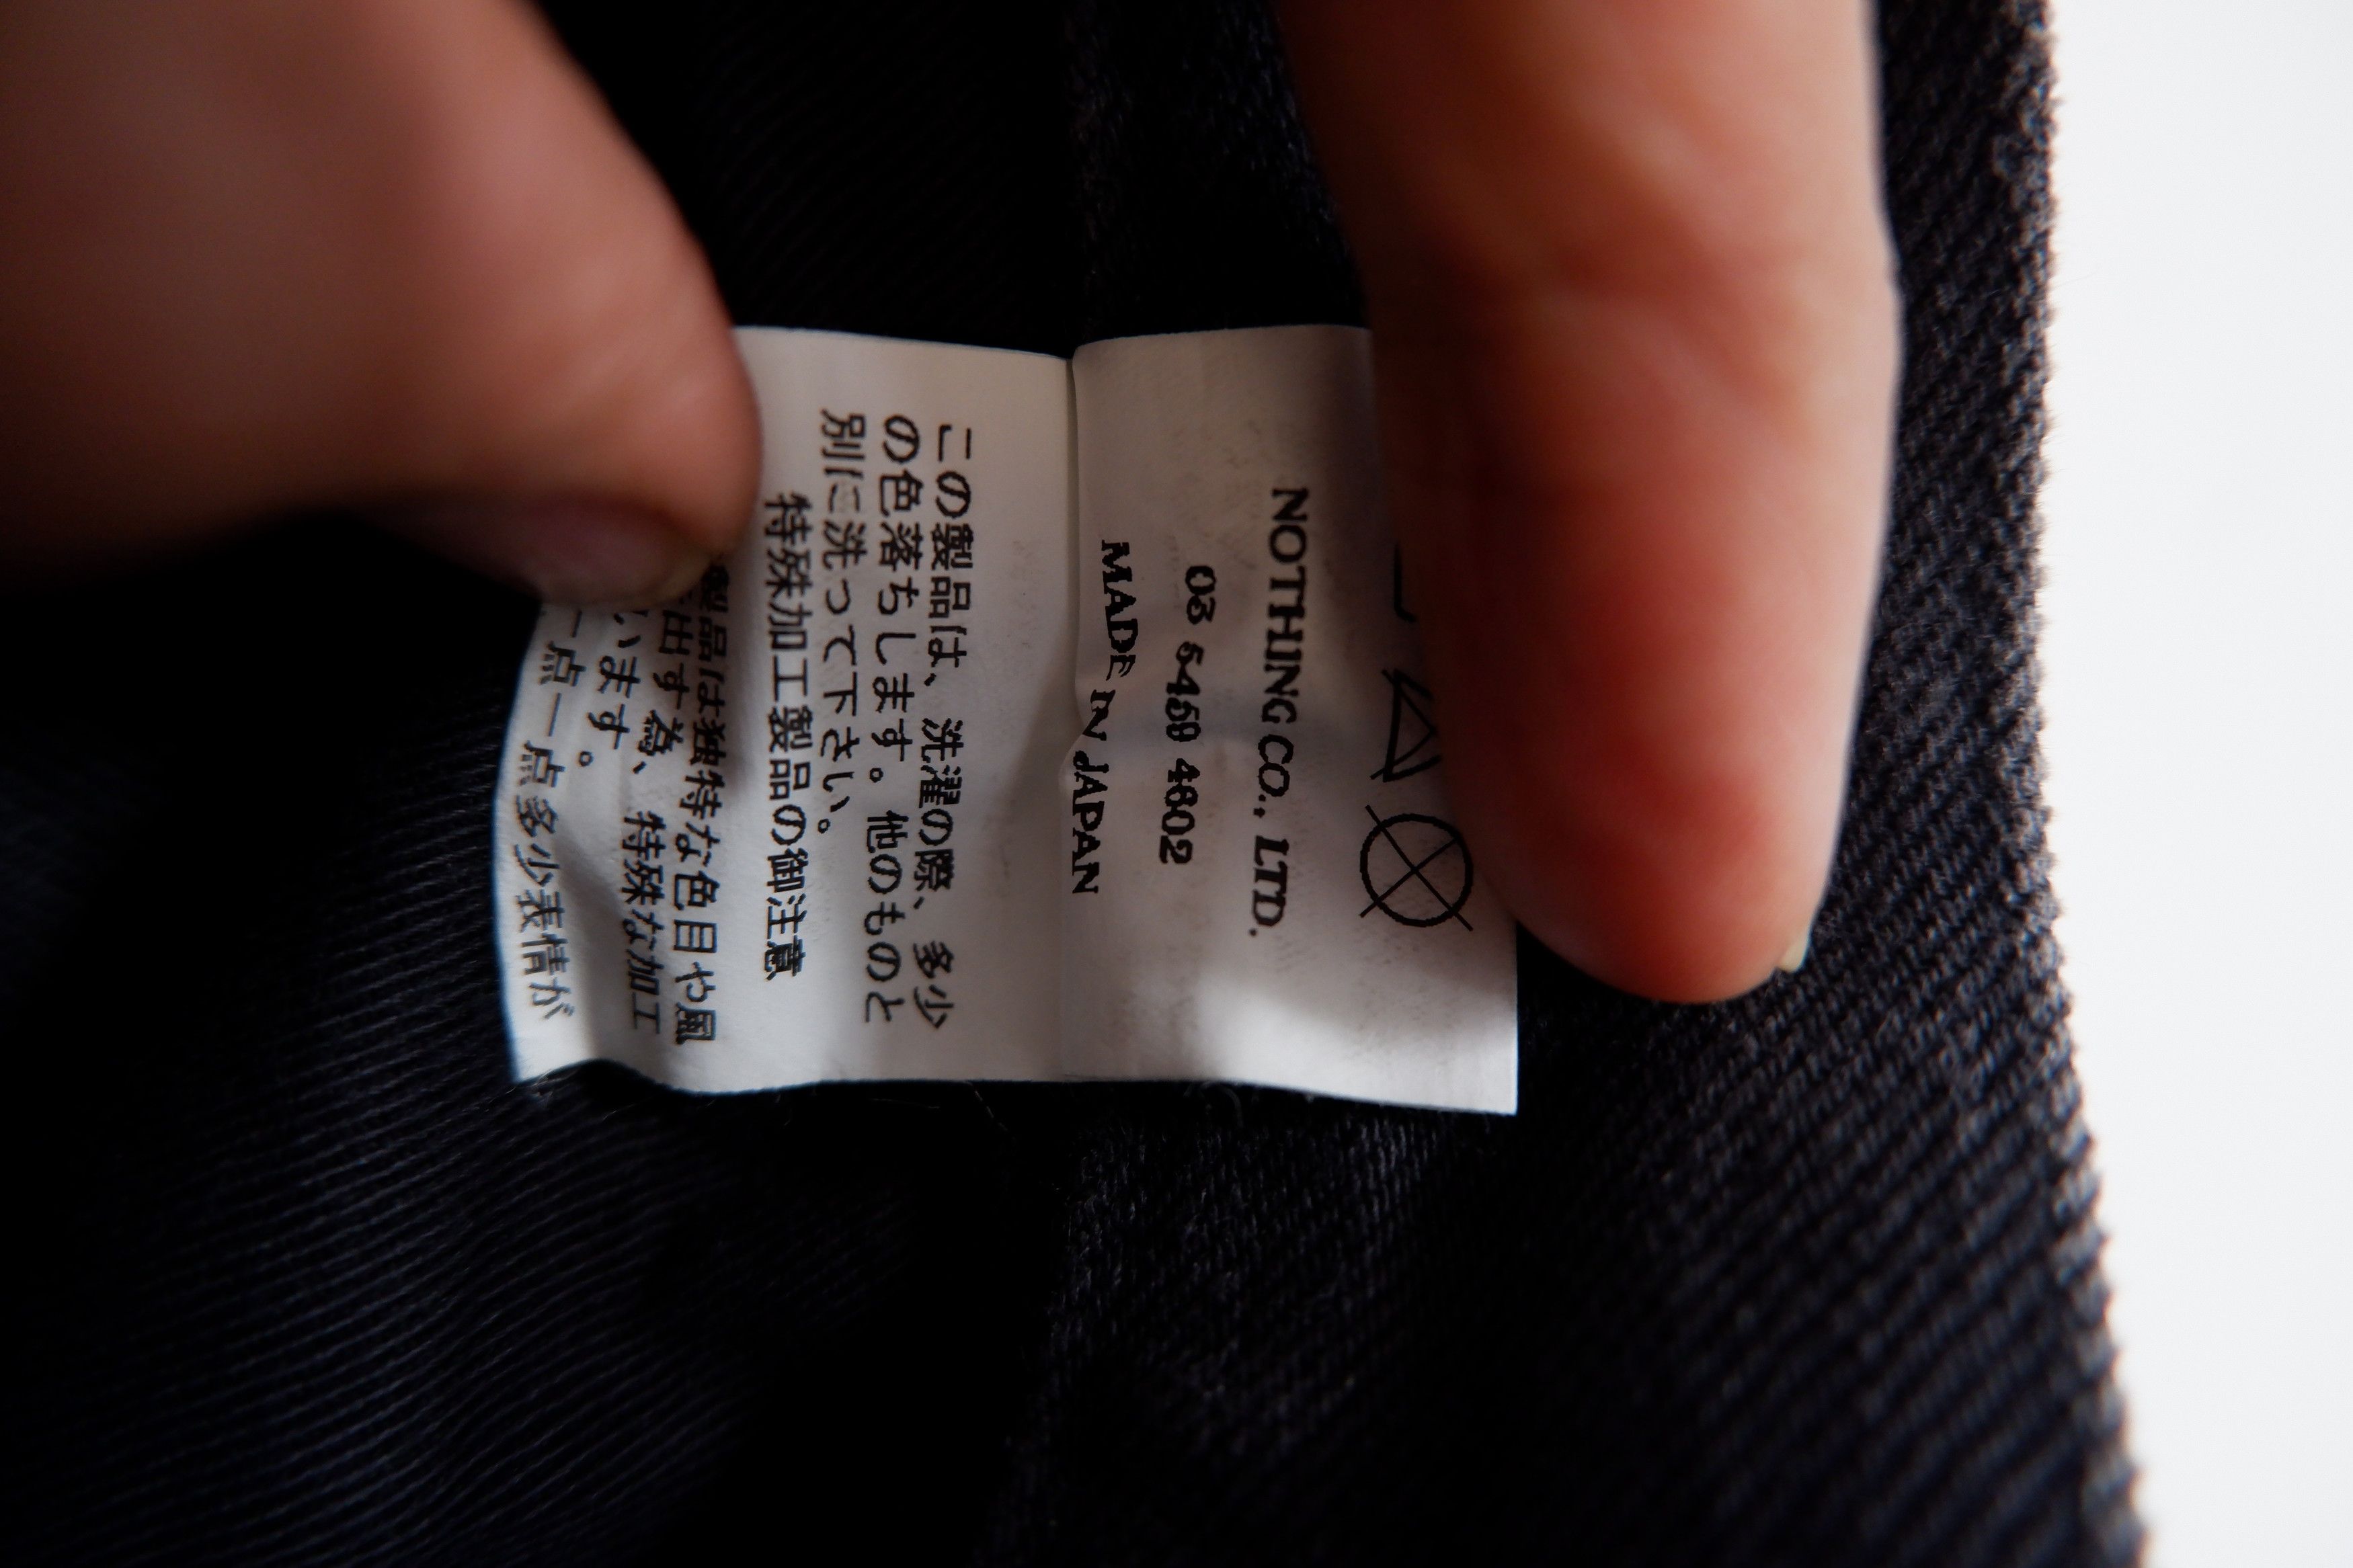 NOTHING CO., LTD.
03 5459 4602
MADE IN JAPAN
この製品は、洗濯の際、多少
の色落ちします。他のものと
別に洗って下さい。
特殊加工製品の御注意
製品は独特な色目や風
出す為、特殊な加工
います。
一点一点多少表情が